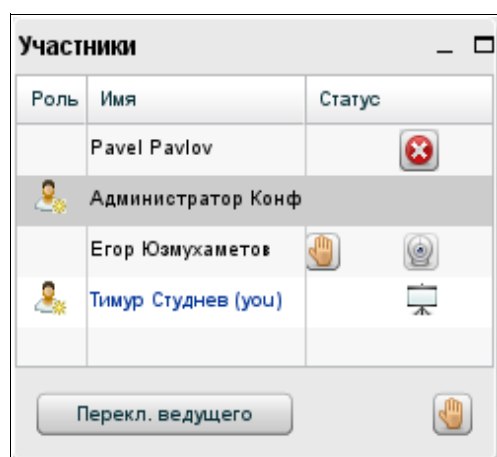 Участники
Роль Имя Статус
Pavel Pavlov
Администратор Конф
Егор Юзмухаметов
Тимур Студнев (you)
Перекл. ведущего